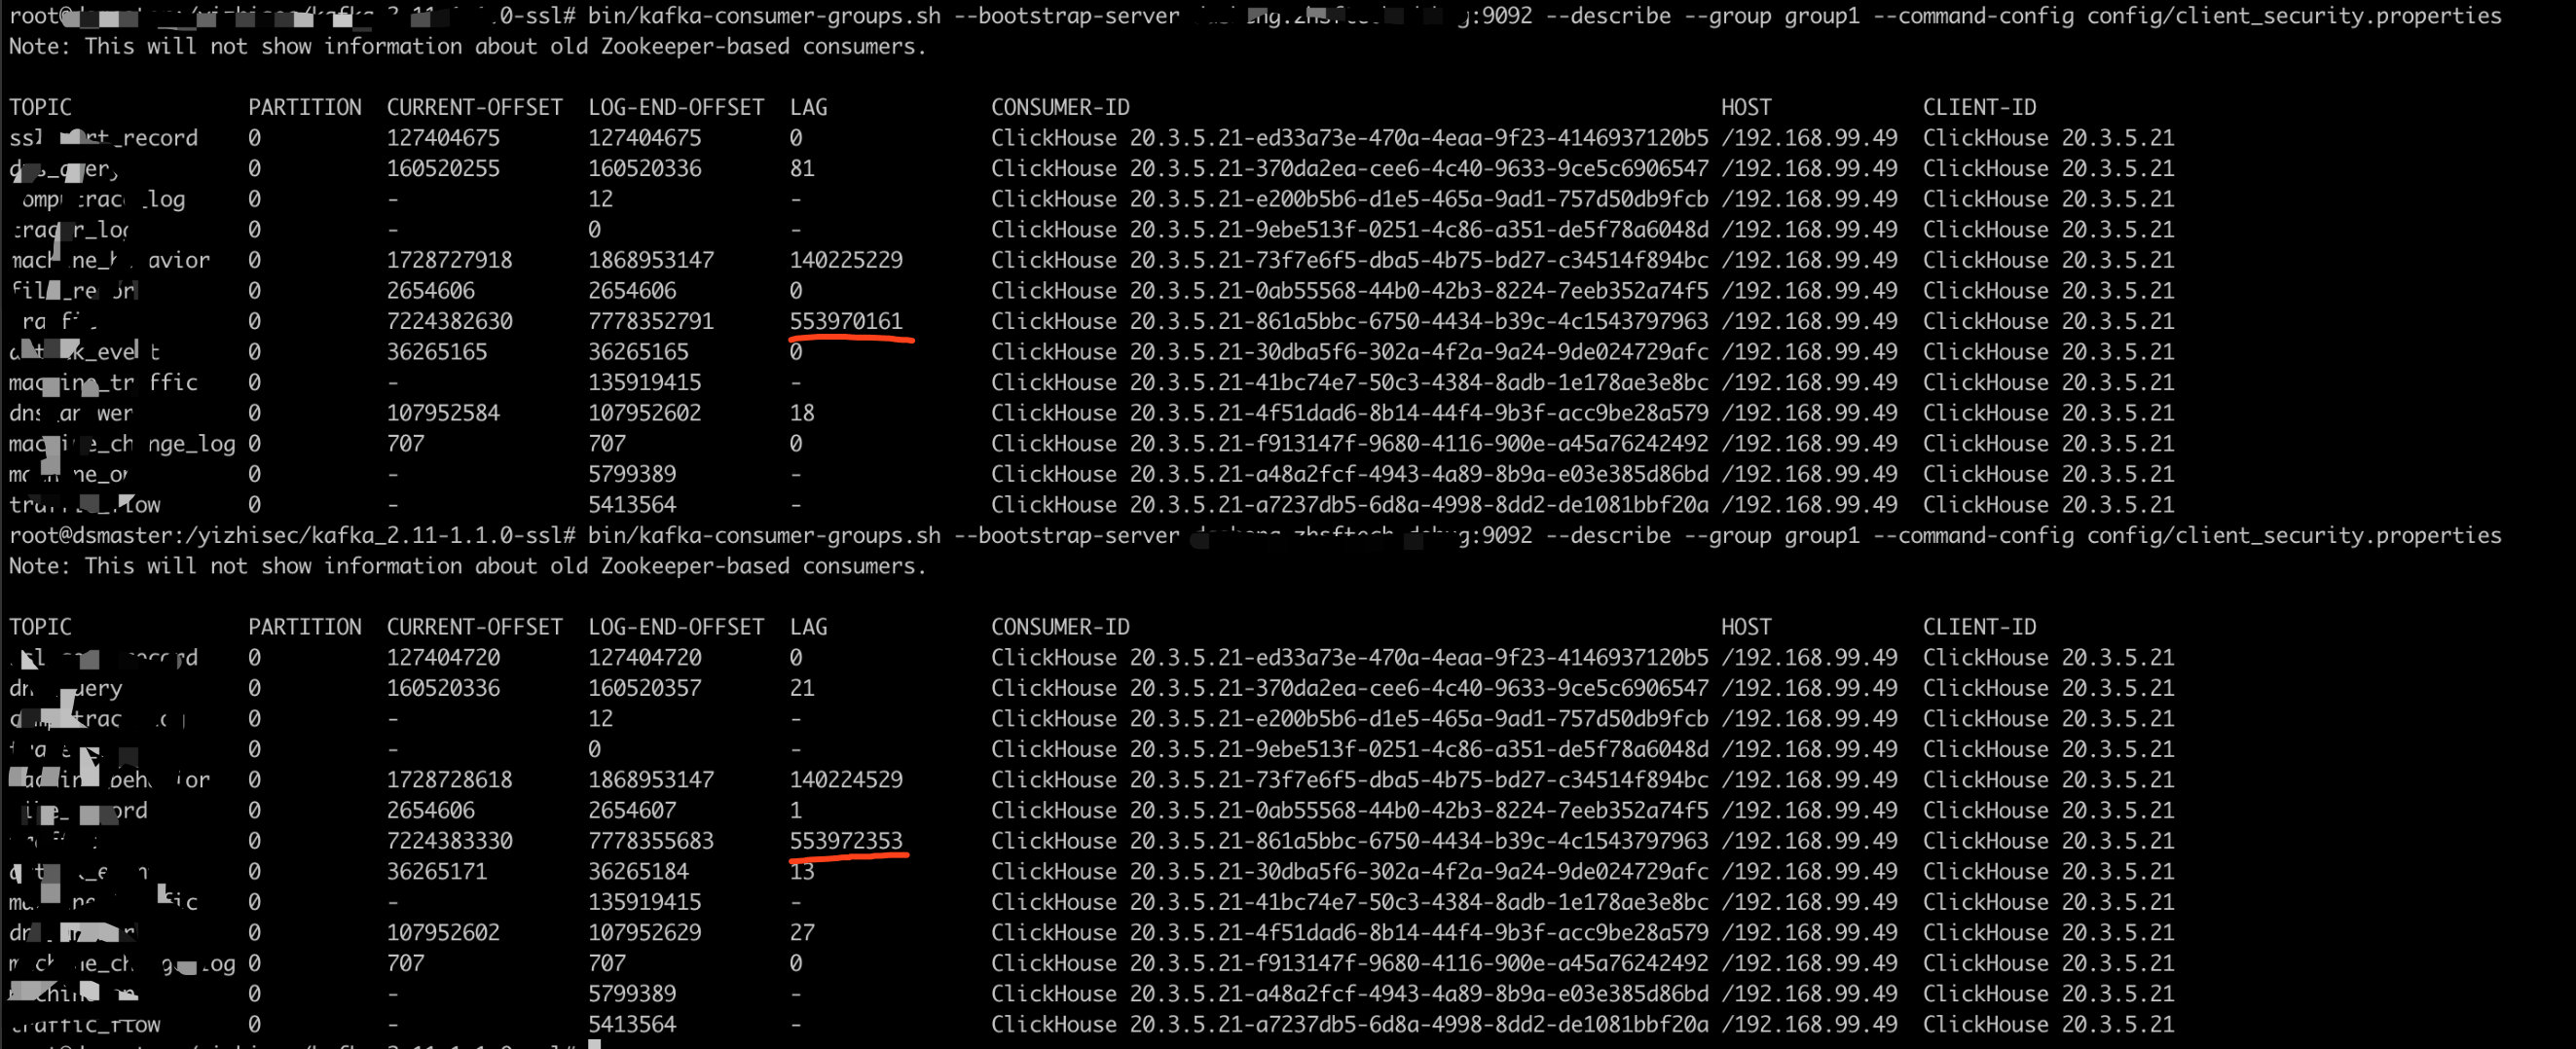 root@ 1.0-ssl# bin/kafka-consumer-groups.sh --bootstrap-server g:9092 --describe --group group1 --command-config config/client_security.properties
Note: This will not show information about old Zookeeper-based consumers.
TOPIC PARTITION CURRENT-OFFSET LOG-END-OFFSET LAG CONSUMER-ID HOST CLIENT-ID
_record 0 127404675 127404675 0 ClickHouse 20.3.5.21-ed33a73e-470a-4eaa-9f23-4146937120b5 /192.168.99.49 ClickHouse 20.3.5.21
0 160520255 160520336 81 ClickHouse 20.3.5.21-370da2ea-cee6-4c40-9633-9ce5c6906547 /192.168.99.49 ClickHouse 20.3.5.21
_log 0 - 12 - ClickHouse 20.3.5.21-e200b5b6-d1e5-465a-9ad1-757d50db9fcb /192.168.99.49 ClickHouse 20.3.5.21
0 - 0 - ClickHouse 20.3.5.21-9ebe513f-0251-4c86-a351-de5f78a6048d /192.168.99.49 ClickHouse 20.3.5.21
0 1728727918 1868953147 140225229 ClickHouse 20.3.5.21-73f7e6f5-dba5-4b75-bd27-c34514f894bc /192.168.99.49 ClickHouse 20.3.5.21
0 2654606 2654606 0 ClickHouse 20.3.5.21-0ab55568-44b0-42b3-8224-7eeb352a74f5 /192.168.99.49 ClickHouse 20.3.5.21
0 7224382630 7778352791 553970161 ClickHouse 20.3.5.21-861a5bbc-6750-4434-b39c-4c1543797963 /192.168.99.49 ClickHouse 20.3.5.21
0 36265165 36265165 0 ClickHouse 20.3.5.21-30dba5f6-302a-4f2a-9a24-9de024729afc /192.168.99.49 ClickHouse 20.3.5.21
0 - 135919415 - ClickHouse 20.3.5.21-41bc74e7-50c3-4384-8adb-1e178ae3e8bc /192.168.99.49 ClickHouse 20.3.5.21
0 107952584 107952602 18 ClickHouse 20.3.5.21-4f51dad6-8b14-44f4-9b3f-acc9be28a579 /192.168.99.49 ClickHouse 20.3.5.21
0 707 707 0 ClickHouse 20.3.5.21-f913147f-9680-4116-900e-a45a76242492 /192.168.99.49 ClickHouse 20.3.5.21
0 - 5799389 - ClickHouse 20.3.5.21-a48a2fcf-4943-4a89-8b9a-e03e385d86bd /192.168.99.49 ClickHouse 20.3.5.21
0 - 5413564 - ClickHouse 20.3.5.21-a7237db5-6d8a-4998-8dd2-de1081bbf20a /192.168.99.49 ClickHouse 20.3.5.21
root@dsmaster:/yizhisec/kafka_2.11-1.1.0-ssl# bin/kafka-consumer-groups.sh --bootstrap-server g:9092 --describe --group group1 --command-config config/client_security.properties
Note: This will not show information about old Zookeeper-based consumers.
TOPIC PARTITION CURRENT-OFFSET LOG-END-OFFSET LAG CONSUMER-ID HOST CLIENT-ID
0 127404720 127404720 0 ClickHouse 20.3.5.21-ed33a73e-470a-4eaa-9f23-4146937120b5 /192.168.99.49 ClickHouse 20.3.5.21
0 160520336 160520357 21 ClickHouse 20.3.5.21-370da2ea-cee6-4c40-9633-9ce5c6906547 /192.168.99.49 ClickHouse 20.3.5.21
0 - 12 - ClickHouse 20.3.5.21-e200b5b6-d1e5-465a-9ad1-757d50db9fcb /192.168.99.49 ClickHouse 20.3.5.21
0 - 0 - ClickHouse 20.3.5.21-9ebe513f-0251-4c86-a351-de5f78a6048d /192.168.99.49 ClickHouse 20.3.5.21
0 1728728618 1868953147 140224529 ClickHouse 20.3.5.21-73f7e6f5-dba5-4b75-bd27-c34514f894bc /192.168.99.49 ClickHouse 20.3.5.21
0 2654606 2654607 1 ClickHouse 20.3.5.21-0ab55568-44b0-42b3-8224-7eeb352a74f5 /192.168.99.49 ClickHouse 20.3.5.21
0 7224383330 7778355683 553972353 ClickHouse 20.3.5.21-861a5bbc-6750-4434-b39c-4c1543797963 /192.168.99.49 ClickHouse 20.3.5.21
0 36265171 36265184 13 ClickHouse 20.3.5.21-30dba5f6-302a-4f2a-9a24-9de024729afc /192.168.99.49 ClickHouse 20.3.5.21
0 - 135919415 - ClickHouse 20.3.5.21-41bc74e7-50c3-4384-8adb-1e178ae3e8bc /192.168.99.49 ClickHouse 20.3.5.21
0 107952602 107952629 27 ClickHouse 20.3.5.21-4f51dad6-8b14-44f4-9b3f-acc9be28a579 /192.168.99.49 ClickHouse 20.3.5.21
0 707 707 0 ClickHouse 20.3.5.21-f913147f-9680-4116-900e-a45a76242492 /192.168.99.49 ClickHouse 20.3.5.21
0 - 5799389 - ClickHouse 20.3.5.21-a48a2fcf-4943-4a89-8b9a-e03e385d86bd /192.168.99.49 ClickHouse 20.3.5.21
traffic_flow 0 - 5413564 - ClickHouse 20.3.5.21-a7237db5-6d8a-4998-8dd2-de1081bbf20a /192.168.99.49 ClickHouse 20.3.5.21